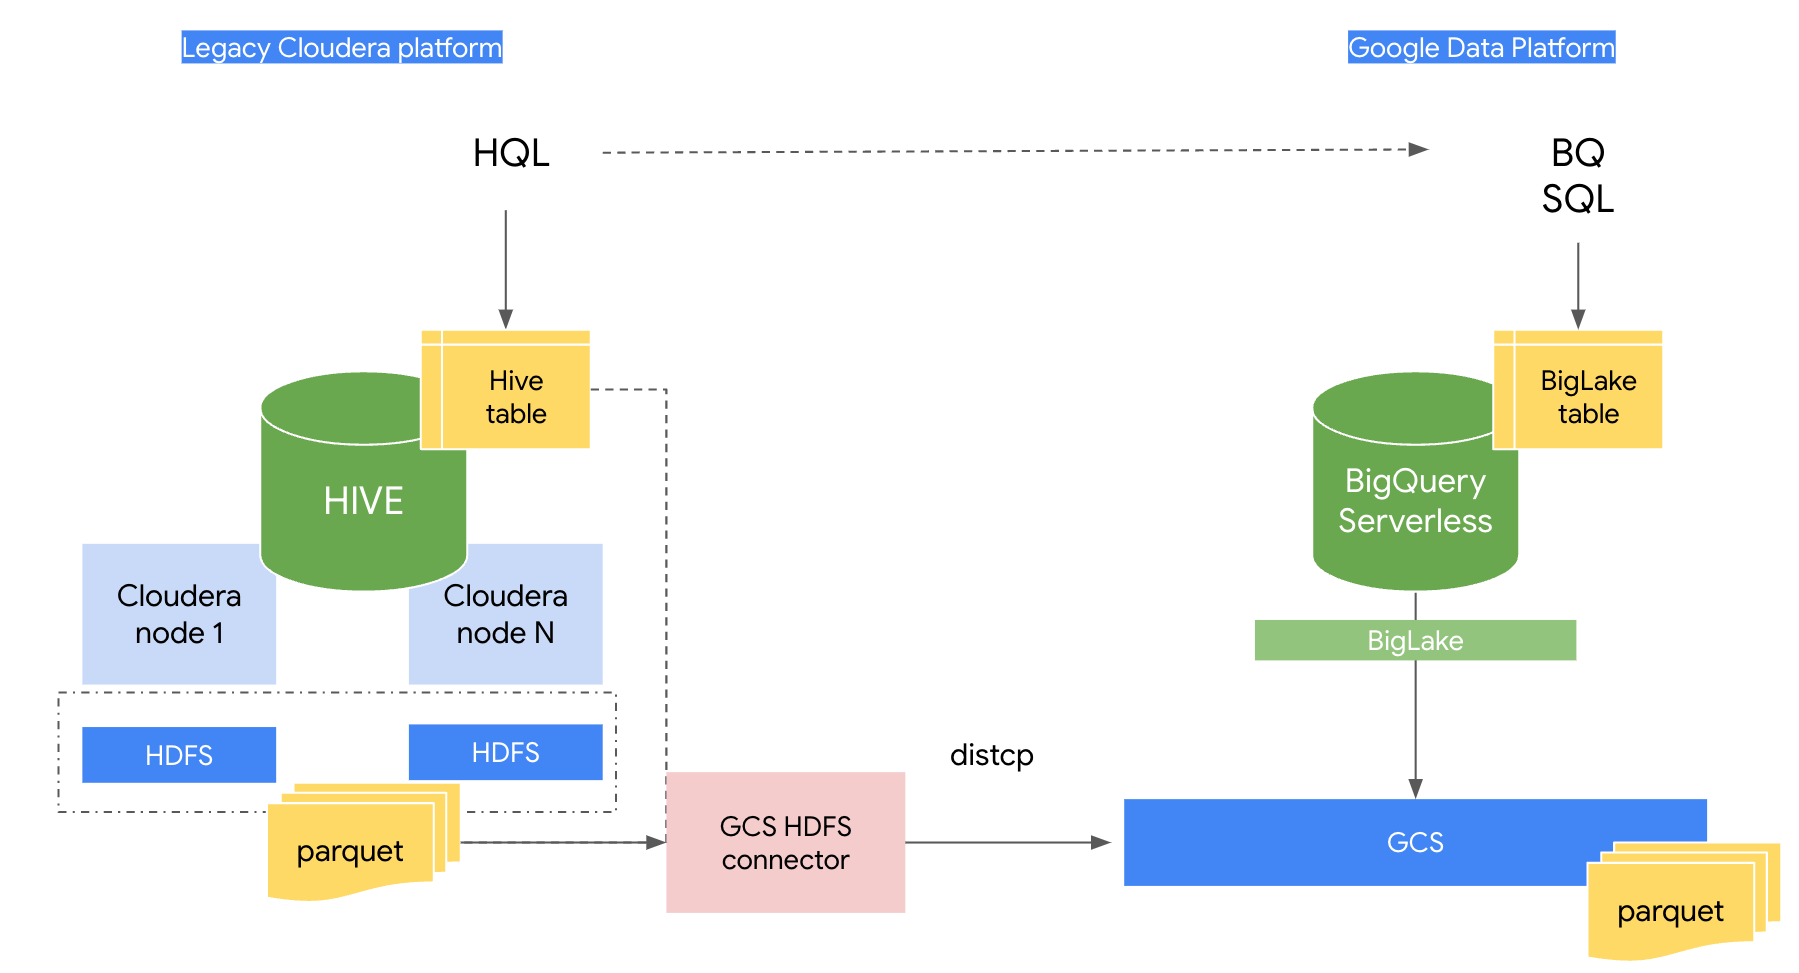 Legacy Cloudera platform
Google Data Platform
HQL
BQ
SQL
Hive
table
BigLake
table
HIVE
BigQuery
Serverless
Cloudera
node 1
Cloudera
node N
BigLake
HDFS
HDFS
distcp
parquet
GCS HDFS
connector
GCS
parquet